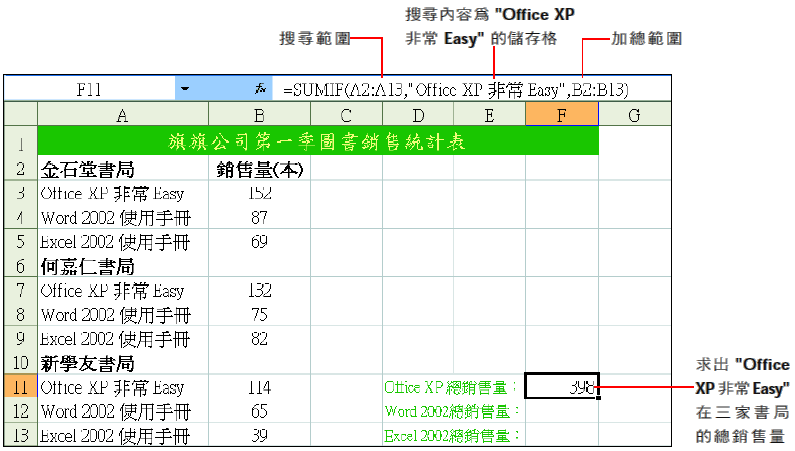 搜尋內容為 "Office XP
非常 Easy" 的儲存格
搜尋範圍
加總範圍
F11 fx =SUMIF(A2:A13,"Office XP 非常 Easy",B2:B13)
A B C D E F G
1 旗旗公司第一季圖書銷售統計表
2 金石堂書局 銷售量(本)
3 Office XP 非常 Easy 152
4 Word 2002 使用手冊 87
5 Excel 2002 使用手冊 69
6 何嘉仁書局
7 Office XP 非常 Easy 132
8 Word 2002 使用手冊 75
9 Excel 2002 使用手冊 82
10 新學友書局
11 Office XP 非常 Easy 114 Office XP總銷售量： 398
12 Word 2002 使用手冊 65 Word 2002總銷售量：
13 Excel 2002 使用手冊 39 Excel 2002總銷售量：
求出 "Office
XP 非常Easy"
在三家書局
的總銷售量